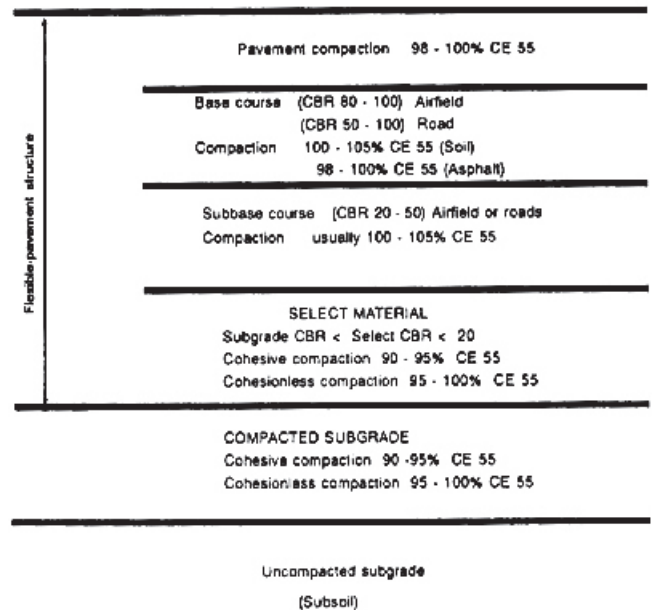 Flexible-pavement structure
Pavement compaction 98 - 100% CE 55
Base course (CBR 80 - 100) Airfield
(CBR 50 - 100) Road
Compaction 100 - 105% CE 55 (Soil)
98 - 100% CE 55 (Asphalt)
Subbase course (CBR 20 - 50) Airfield or roads
Compaction usually 100 - 105% CE 55
SELECT MATERIAL
Subgrade CBR < Select CBR < 20
Cohesive compaction 90 - 95% CE 55
Cohesionless compaction 95 - 100% CE 55
COMPACTED SUBGRADE
Cohesive compaction 90 -95% CE 55
Cohesionless compaction 95 - 100% CE 55
Uncompacted subgrade
(Subsoil)